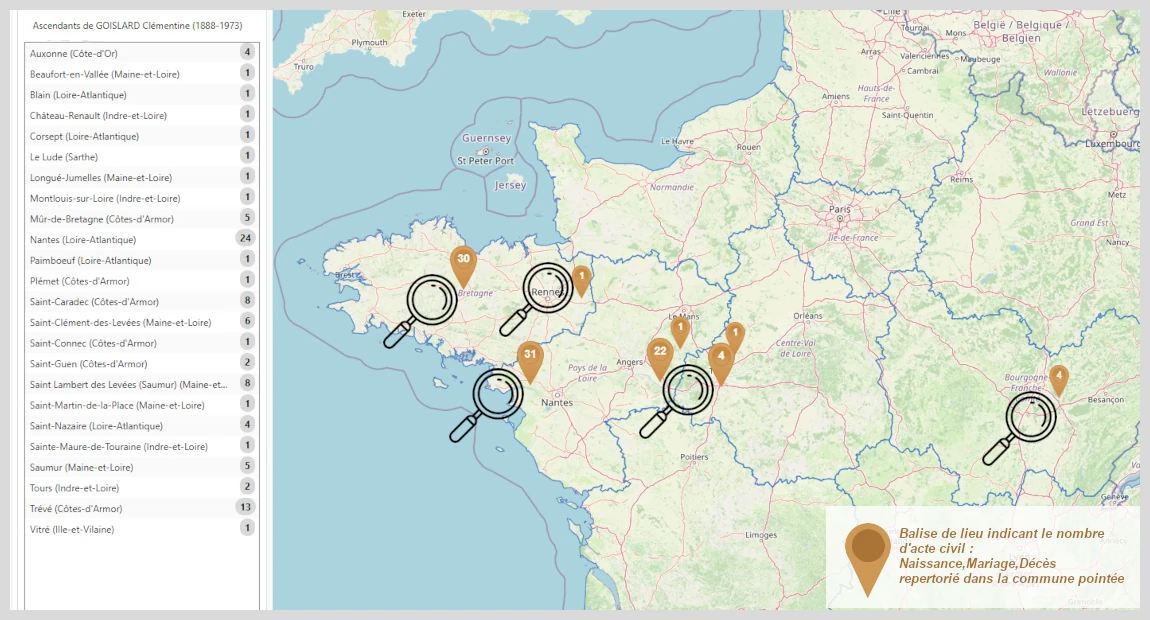 Ascendants de GOISLARD Clémentine (1888-1973)
Auxonne (Côte-d'Or) 4
Beaufort-en-Vallée (Maine-et-Loire) 1
Blain (Loire-Atlantique) 1
Château-Renault (Indre-et-Loire) 1
Corsept (Loire-Atlantique) 1
Le Lude (Sarthe) 1
Longué-Jumelles (Maine-et-Loire) 1
Montlouis-sur-Loire (Indre-et-Loire) 1
Mûr-de-Bretagne (Côtes-d'Armor) 5
Nantes (Loire-Atlantique) 24
Paimboeuf (Loire-Atlantique) 1
Plémet (Côtes-d'Armor) 1
Saint-Caradec (Côtes-d'Armor) 8
Saint-Clément-des-Levées (Maine-et-Loire) 6
Saint-Connec (Côtes-d'Armor) 1
Saint-Guen (Côtes-d'Armor) 2
Saint Lambert des Levées (Saumur) (Maine-et... 8
Saint-Martin-de-la-Place (Maine-et-Loire) 1
Saint-Nazaire (Loire-Atlantique) 4
Sainte-Maure-de-Touraine (Indre-et-Loire) 1
Saumur (Maine-et-Loire) 5
Tours (Indre-et-Loire) 2
Trévé (Côtes-d'Armor) 13
Vitré (Ille-et-Vilaine) 1
Exeter
Plymouth
Truro
Lille
Tournai
België / Belgique /
Belgien
Mons
Arras
Valenciennes
Maubeuge
Cambrai
Wallonie
Amiens
Hauts-de-
France
Saint-Quentin
Lëtzebuerg
Luxembourg
Guernsey
St Peter Port
Jersey
Le Havre
Rouen
Normandie
Reims
Metz
Paris
Île-de-France
Grand Est
Nancy
Brest
30
Bretagne
Rennes
1
Le Mans
1
Orléans
1
Centre-Val
de Loire
31
22
4
Angers
Pays de la
Loire
Nantes
4
Bourgogne
Franche-
Besançon
Poitiers
Genève
Limoges
Grenoble
Balise de lieu indicant le nombre
d'acte civil :
Naissance,Mariage,Décès
repertorié dans la commune pointée